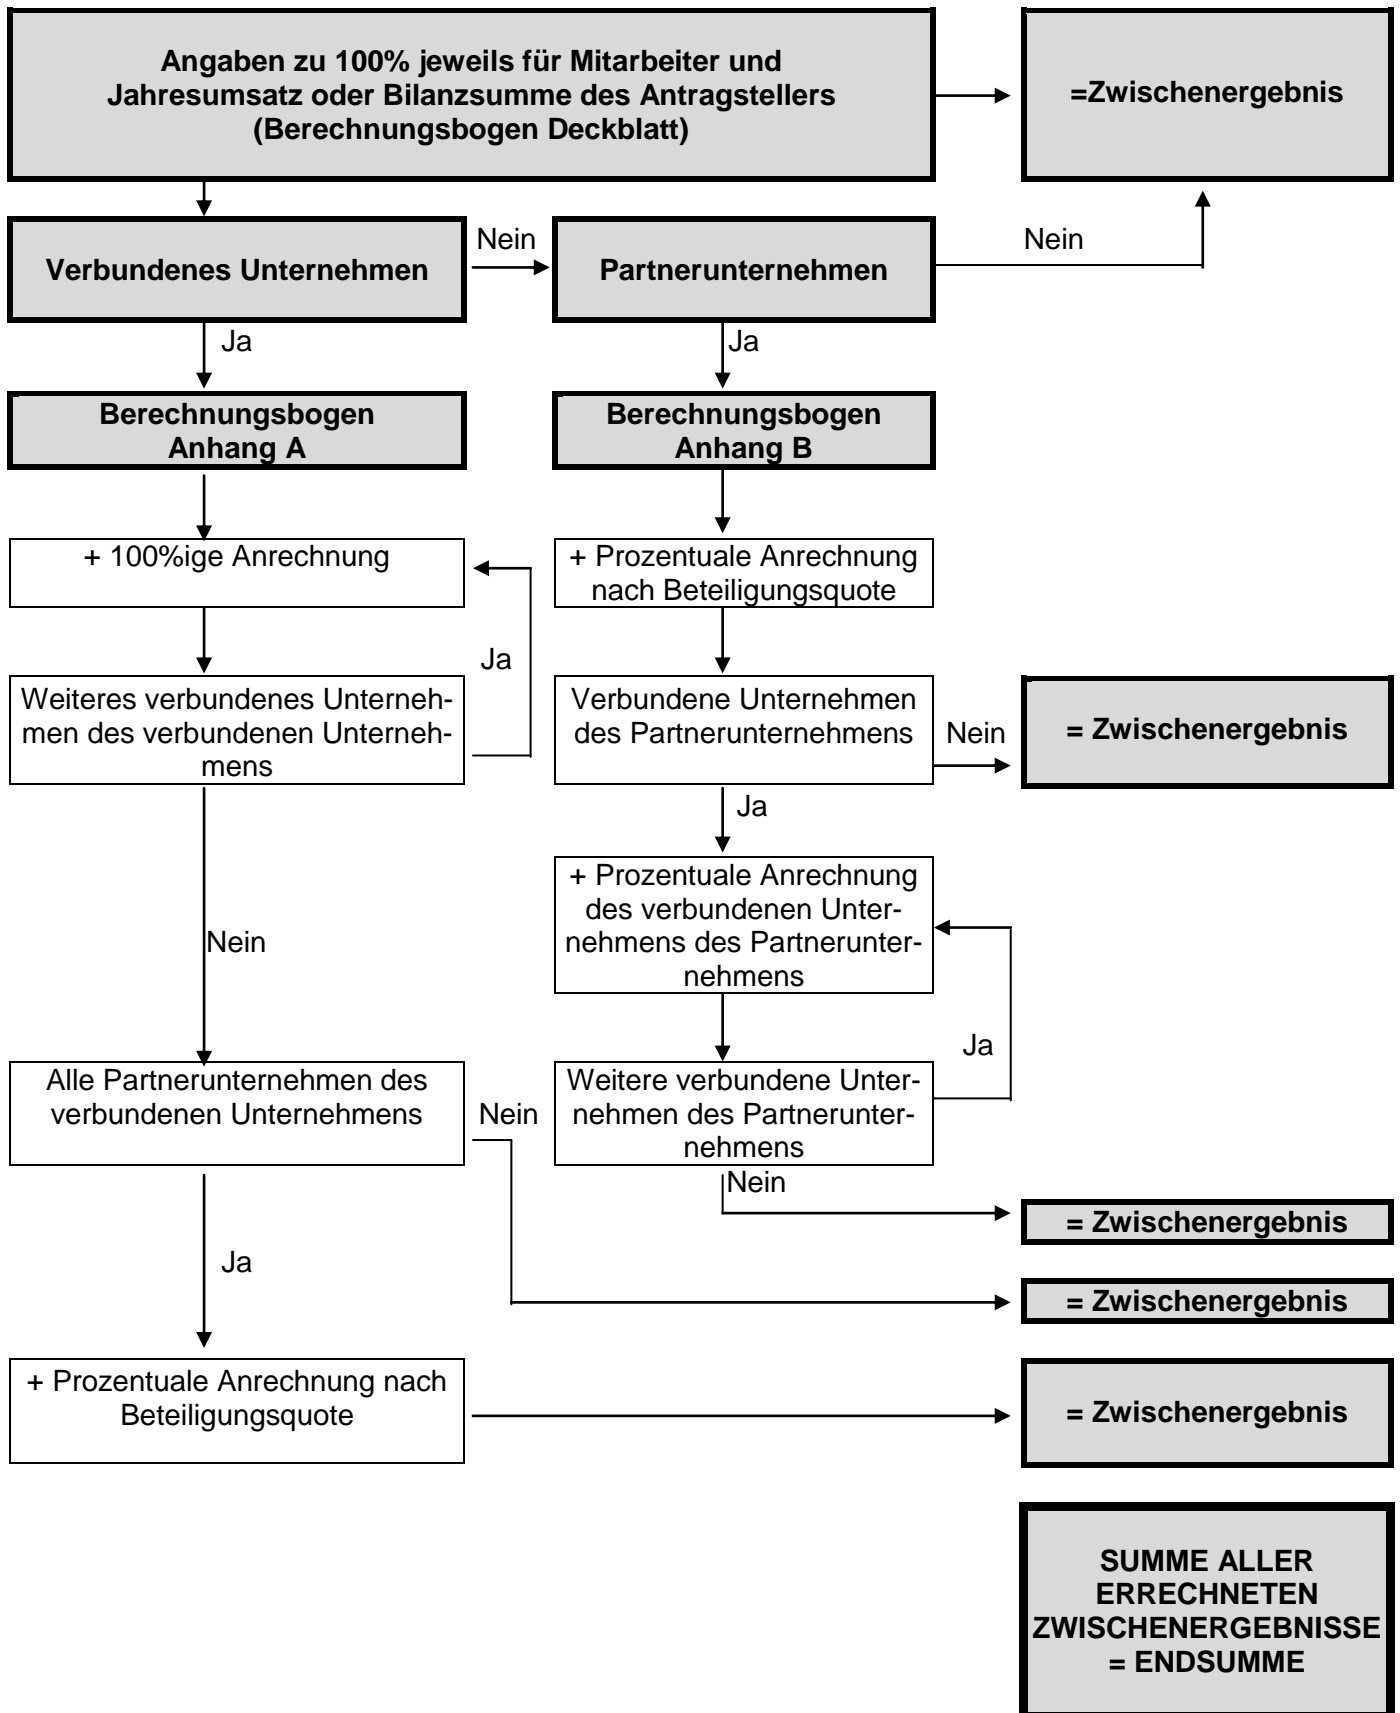 Angaben zu 100% jeweils für Mitarbeiter und
Jahresumsatz oder Bilanzsumme des Antragstellers
(Berechnungsbogen Deckblatt)
=Zwischenergebnis
Verbundenes Unternehmen
Nein
Partnerunternehmen
Nein
Ja
Ja
Berechnungsbogen
Anhang A
Berechnungsbogen
Anhang B
+ 100%ige Anrechnung
+ Prozentuale Anrechnung
nach Beteiligungsquote
Ja
Weiteres verbundenes Unterneh-
men des verbundenen Unterneh-
mens
Verbundene Unternehmen
des Partnerunternehmens
Nein
= Zwischenergebnis
Ja
+ Prozentuale Anrechnung
des verbundenen Unter-
nehmens des Partnerunter-
nehmens
Nein
Ja
Alle Partnerunternehmen des
verbundenen Unternehmens
Nein
Weitere verbundene Unter-
nehmen des Partnerunter-
nehmens
Nein
= Zwischenergebnis
Ja
= Zwischenergebnis
+ Prozentuale Anrechnung nach
Beteiligungsquote
= Zwischenergebnis
SUMME ALLER
ERRECHNETEN
ZWISCHENERGEBNISSE
= ENDSUMME